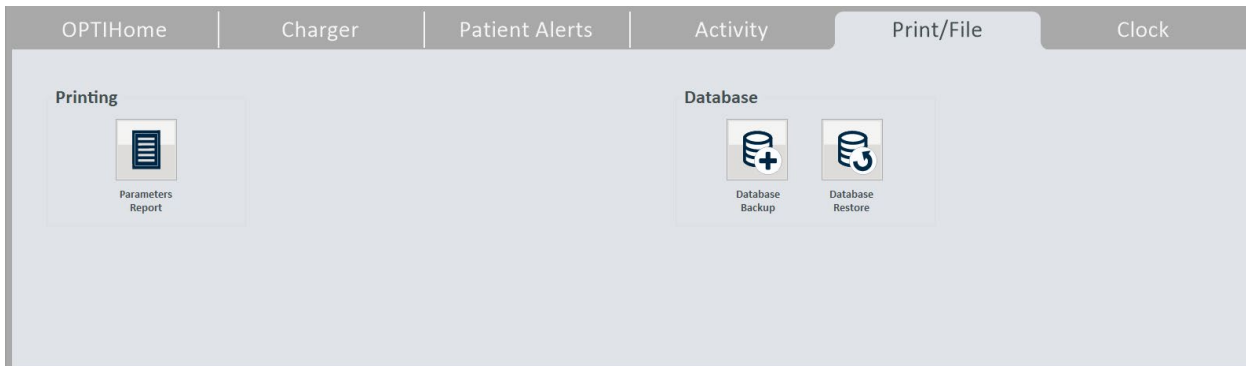 OPTIHome
Charger
Patient Alerts
Activity
Print/File
Clock
Printing
Parameters
Report
Database
Database
Backup
Database
Restore